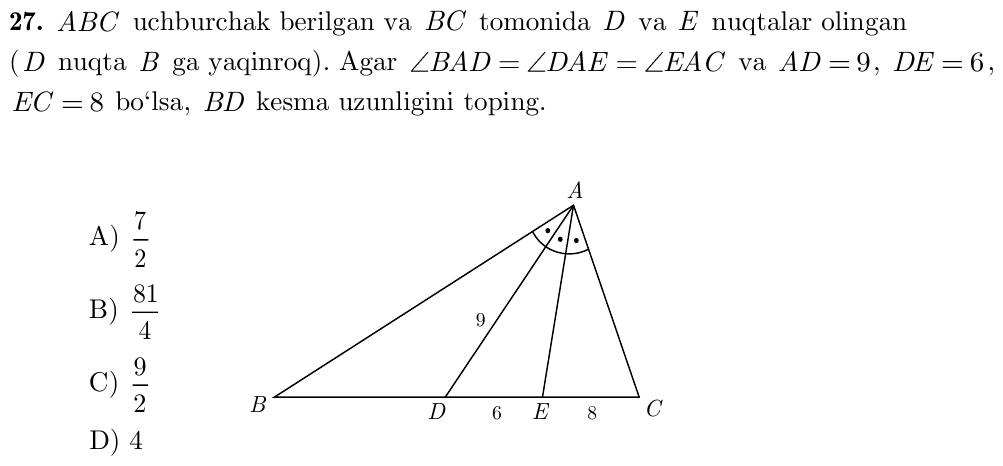 27. ABC uchburchak berilgan va BC tomonida D va E nuqtalar olingan
(D nuqta B ga yaqinroq). Agar ∠BAD = ∠DAE = ∠EAC va AD = 9, DE = 6,
EC = 8 bo‘lsa, BD kesma uzunligini toping.
A) 7/2
B) 81/4
C) 9/2
D) 4
A
9
B D 6 E 8 C